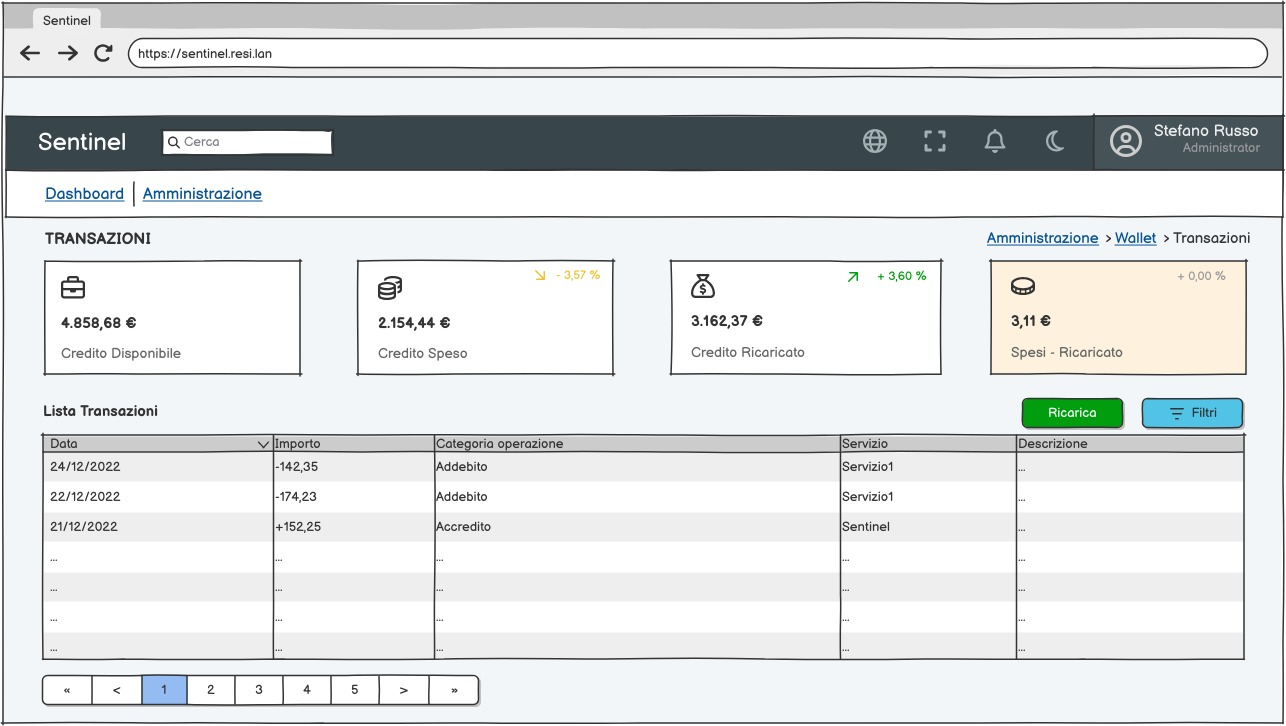 Sentinel
https://sentinel.resi.lan
Sentinel Cerca Stefano Russo
Administrator
Dashboard Amministrazione
TRANSAZIONI Amministrazione > Wallet > Transazioni
- 3,57 % + 3,60 % + 0,00 %
4.858,68 € 2.154,44 € 3.162,37 € 3,11 €
Credito Disponibile Credito Speso Credito Ricaricato Spesi - Ricaricato
Lista Transazioni Ricarica Filtri
Data Importo Categoria operazione Servizio Descrizione
24/12/2022 -142,35 Addebito Servizio1 ...
22/12/2022 -174,23 Addebito Servizio1 ...
21/12/2022 +152,25 Accredito Sentinel ...
... ... ... ... ...
... ... ... ... ...
... ... ... ... ...
... ... ... ... ...
« < 1 2 3 4 5 > »